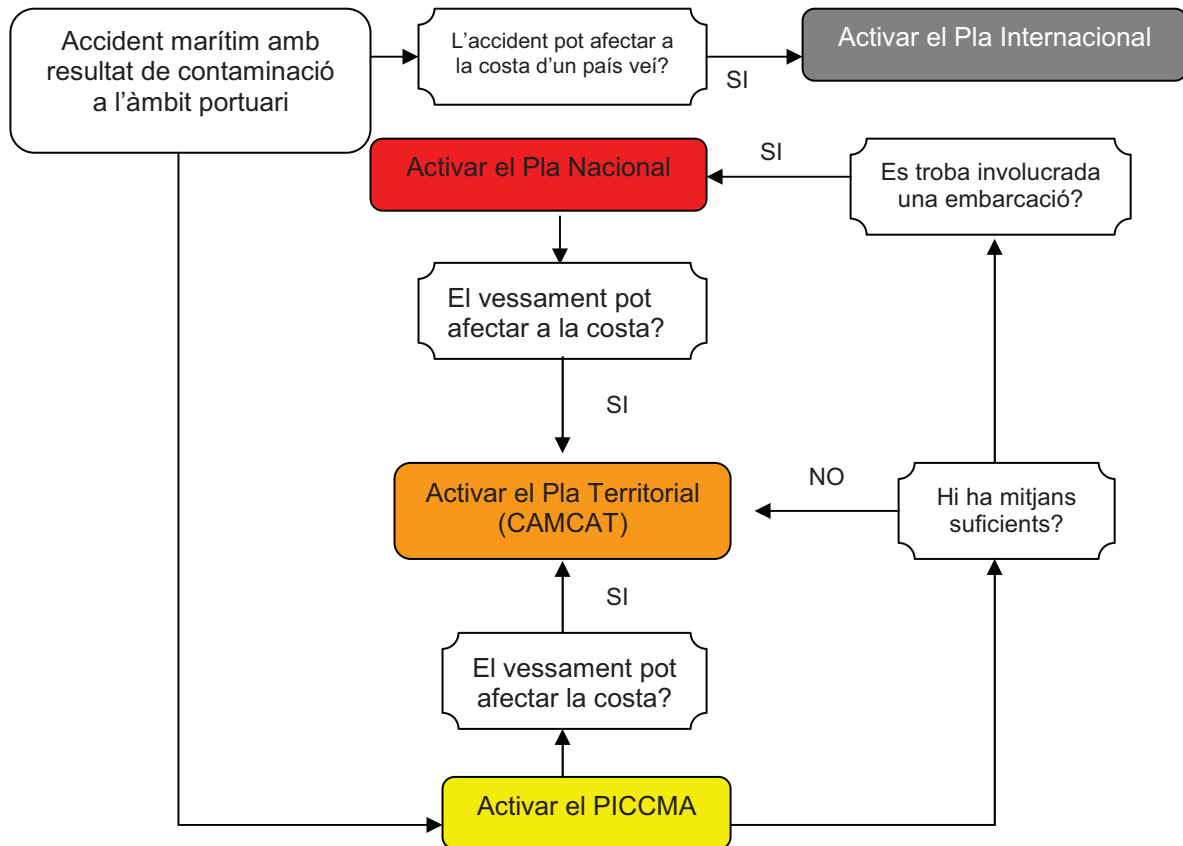 Accident marítim amb
resultat de contaminació
a l’àmbit portuari
L’accident pot afectar a
la costa d’un país veí?
SI
Activar el Pla Internacional
Activar el Pla Nacional
SI
Es troba involucrada
una embarcació?
El vessament pot
afectar a la costa?
SI
Activar el Pla Territorial
(CAMCAT)
NO
Hi ha mitjans
suficients?
SI
El vessament pot
afectar la costa?
Activar el PICCMA